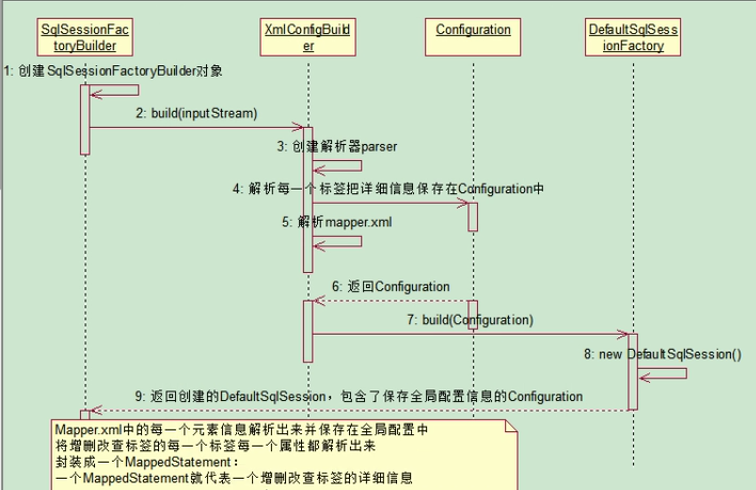 SqlSessionFac
toryBuilder
XmlConfigBuild
er
Configuration
DefaultSqlSess
ionFactory
1: 创建SqlSessionFactoryBuilder对象
2: build(inputStream)
3: 创建解析器parser
4: 解析每一个标签把详细信息保存在Configuration中
5: 解析mapper.xml
6: 返回Configuration
7: build(Configuration)
8: new DefaultSqlSession()
9: 返回创建的DefaultSqlSession，包含了保存全局配置信息的Configuration
Mapper.xml中的每一个元素信息解析出来并保存在全局配置中
将增删改查标签的每一个标签每一个属性都解析出来
封装成一个MappedStatement：
一个MappedStatement就代表一个增删改查标签的详细信息